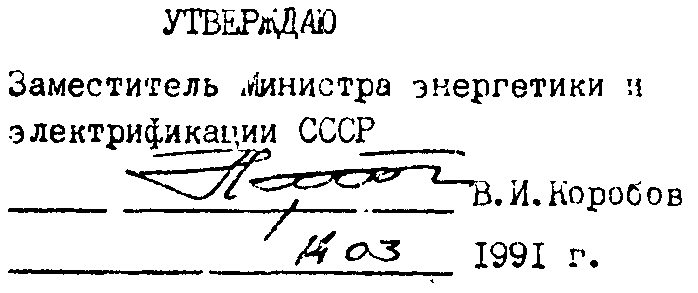 УТВЕРЖДАЮ
Заместитель Министра энергетики и
электрификации СССР
В.И.Коробов
14 03 1991 г.